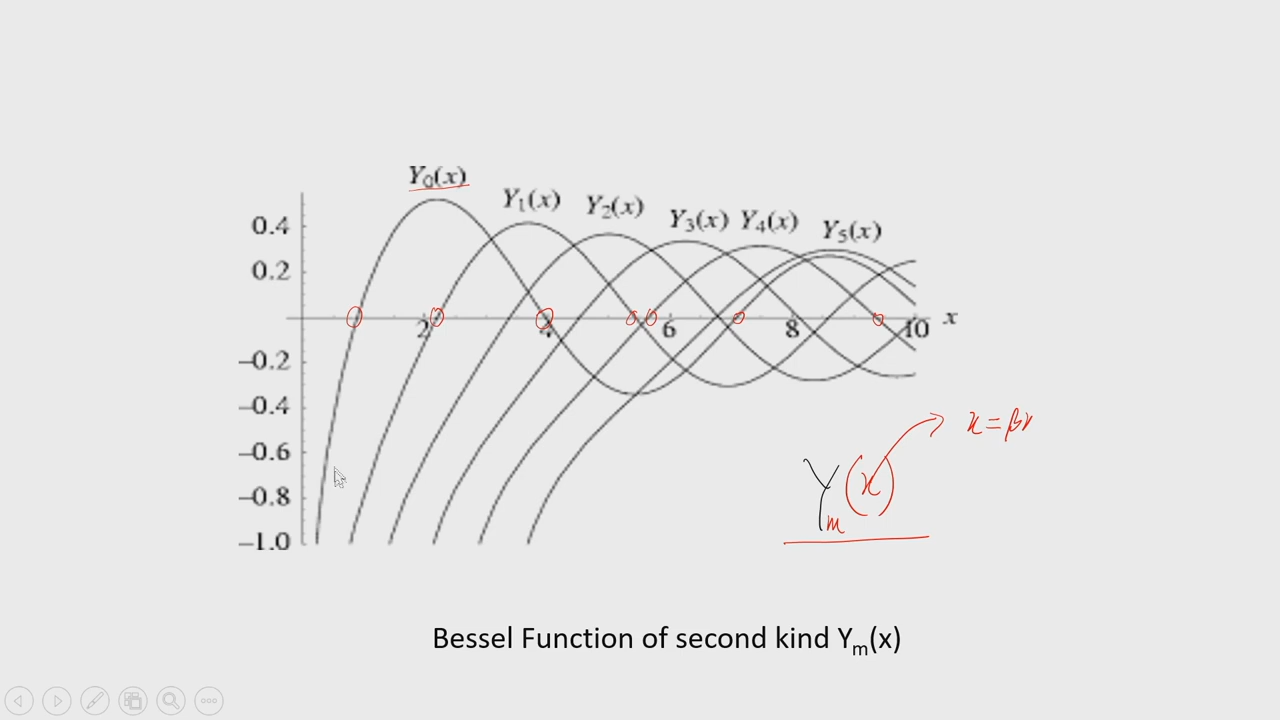 Y₀(x)
Y₁(x) Y₂(x) Y₃(x) Y₄(x) Y₅(x)
0.4
0.2
2 4 6 8 10 x
−0.2
−0.4
−0.6
−0.8
−1.0
x = βr
Yₘ(x)
Bessel Function of second kind Yₘ(x)